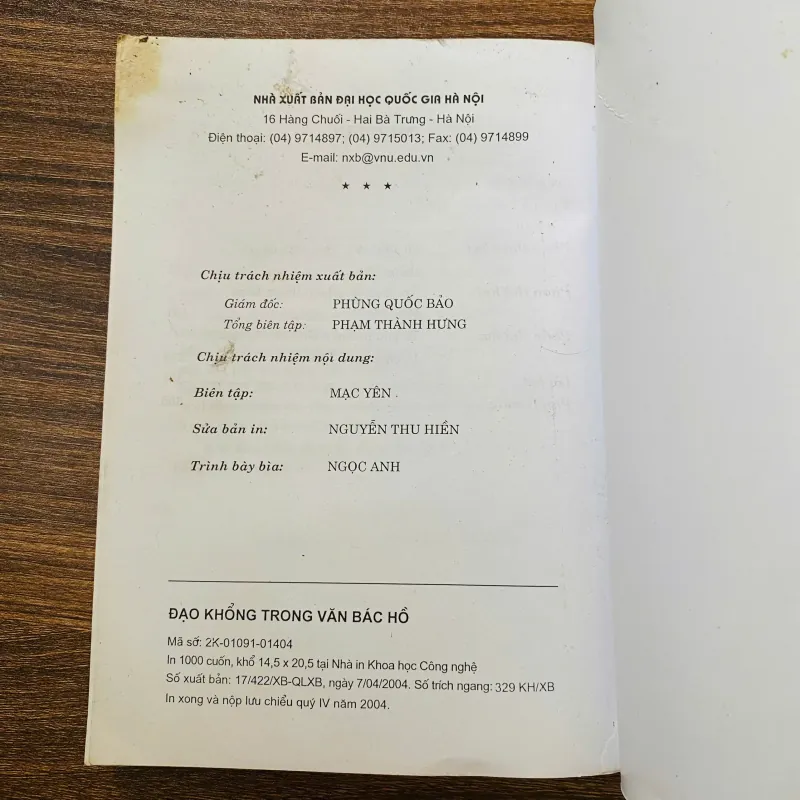 NHÀ XUẤT BẢN ĐẠI HỌC QUỐC GIA HÀ NỘI
16 Hàng Chuối - Hai Bà Trưng - Hà Nội
Điện thoại: (04) 9714897; (04) 9715013; Fax: (04) 9714899
E-mail: nxb@vnu.edu.vn
★ ★ ★
Chịu trách nhiệm xuất bản:
Giám đốc: PHÙNG QUỐC BẢO
Tổng biên tập: PHẠM THÀNH HƯNG
Chịu trách nhiệm nội dung:
Biên tập: MẠC YÊN
Sửa bản in: NGUYỄN THU HIỀN
Trình bày bìa: NGỌC ANH
ĐẠO KHỔNG TRONG VĂN BÁC HỒ
Mã số: 2K-01091-01404
In 1000 cuốn, khổ 14,5 x 20,5 tại Nhà in Khoa học Công nghệ
Số xuất bản: 17/422/XB-QLXB, ngày 7/04/2004. Số trích ngang: 329 KH/XB
In xong và nộp lưu chiểu quý IV năm 2004.